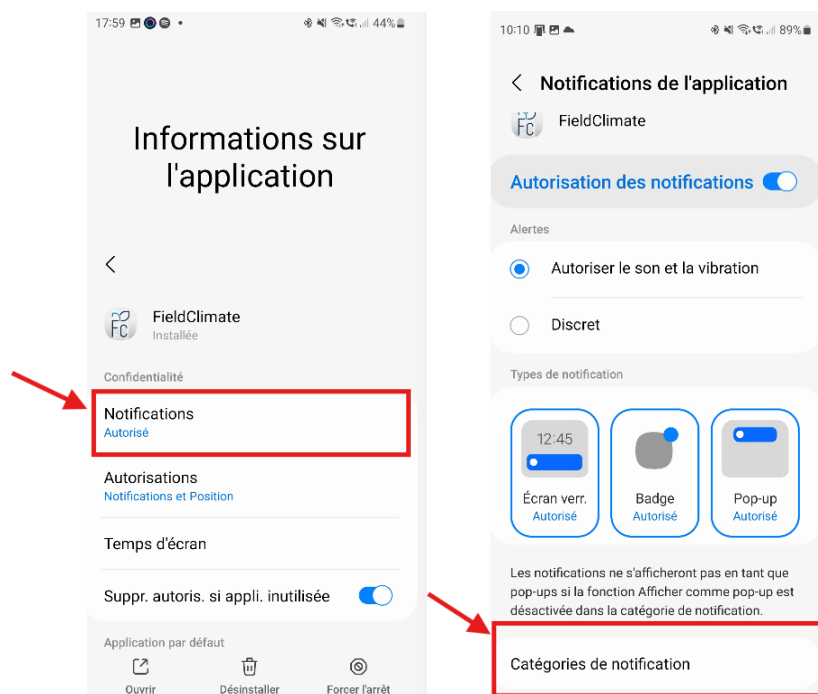 17:59
44%
Informations sur
l'application
FieldClimate
Installée
Confidentialité
Notifications
Autorisé
Autorisations
Notifications et Position
Temps d'écran
Suppr. autoris. si appli. inutilisée
Application par défaut
Ouvrir
Désinstaller
Forcer l'arrêt
10:10
89%
Notifications de l'application
FieldClimate
Autorisation des notifications
Alertes
Autoriser le son et la vibration
Discret
Types de notification
12:45
Écran verr.
Autorisé
Badge
Autorisé
Pop-up
Autorisé
Les notifications ne s'afficheront pas en tant que
pop-ups si la fonction Afficher comme pop-up est
désactivée dans la catégorie de notification.
Catégories de notification